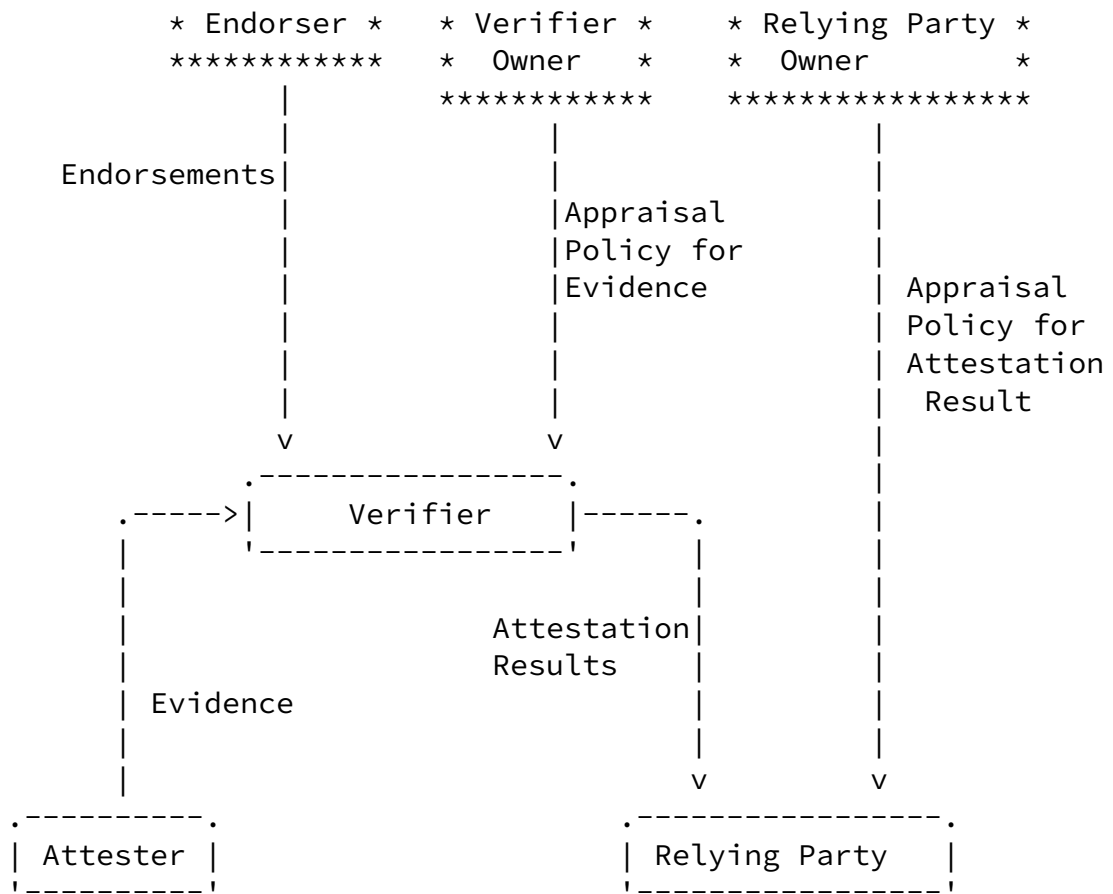 * Endorser * * Verifier * * Relying Party *
************ * Owner * * Owner *
************ *****************
Endorsements
Appraisal
Policy for
Evidence
Appraisal
Policy for
Attestation
Result
Verifier
Attestation
Results
Evidence
Attester
Relying Party